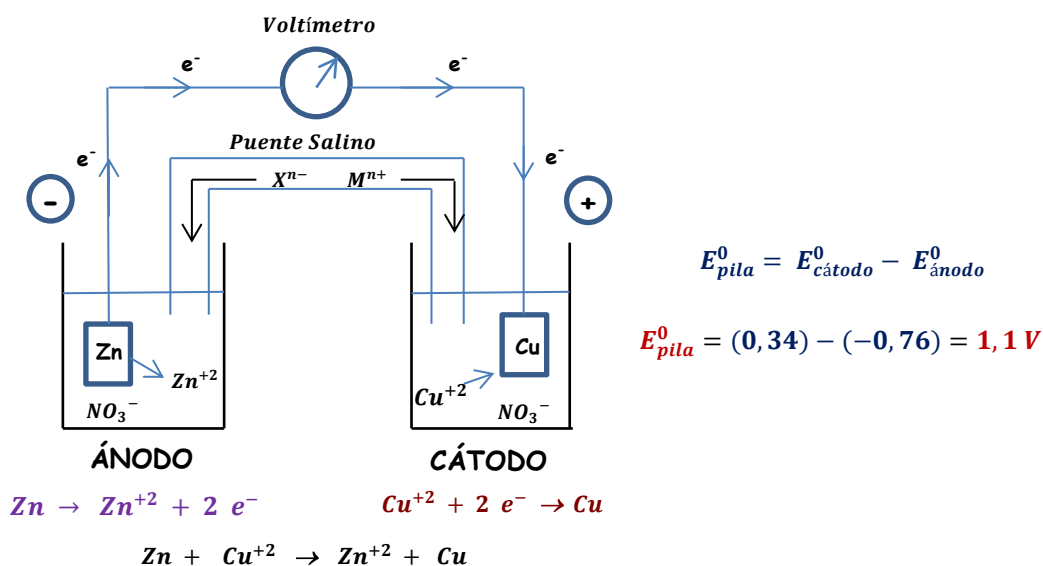 Voltímetro
e⁻ e⁻
Puente Salino
e⁻ e⁻
Xⁿ⁻ Mⁿ⁺
- +
E⁰pila = E⁰cátodo − E⁰ánodo
E⁰pila = (0,34) − (−0,76) = 1,1 V
Zn Cu
Zn⁺² Cu⁺²
NO₃⁻ NO₃⁻
ÁNODO CÁTODO
Zn → Zn⁺² + 2 e⁻ Cu⁺² + 2 e⁻ → Cu
Zn + Cu⁺² → Zn⁺² + Cu